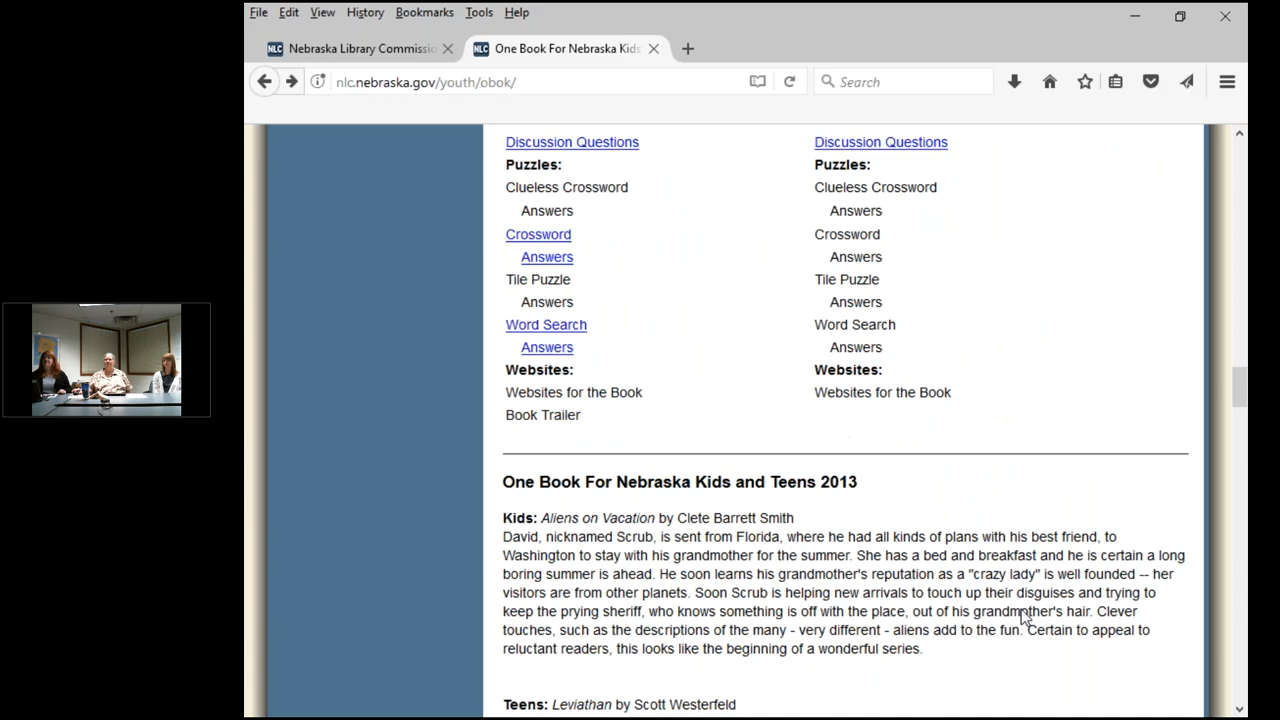 File Edit View History Bookmarks Tools Help
NLC Nebraska Library Commissio NLC One Book For Nebraska Kids
nlc.nebraska.gov/youth/obok/ Search
Discussion Questions Discussion Questions
Puzzles: Puzzles:
Clueless Crossword Clueless Crossword
Answers Answers
Crossword Crossword
Answers Answers
Tile Puzzle Tile Puzzle
Answers Answers
Word Search Word Search
Answers Answers
Websites: Websites:
Websites for the Book Websites for the Book
Book Trailer
One Book For Nebraska Kids and Teens 2013
Kids: Aliens on Vacation by Clete Barrett Smith
David, nicknamed Scrub, is sent from Florida, where he had all kinds of plans with his best friend, to
Washington to stay with his grandmother for the summer. She has a bed and breakfast and he is certain a long
boring summer is ahead. He soon learns his grandmother's reputation as a "crazy lady" is well founded -- her
visitors are from other planets. Soon Scrub is helping new arrivals to touch up their disguises and trying to
keep the prying sheriff, who knows something is off with the place, out of his grandmother's hair. Clever
touches, such as the descriptions of the many - very different - aliens add to the fun. Certain to appeal to
reluctant readers, this looks like the beginning of a wonderful series.
Teens: Leviathan by Scott Westerfeld